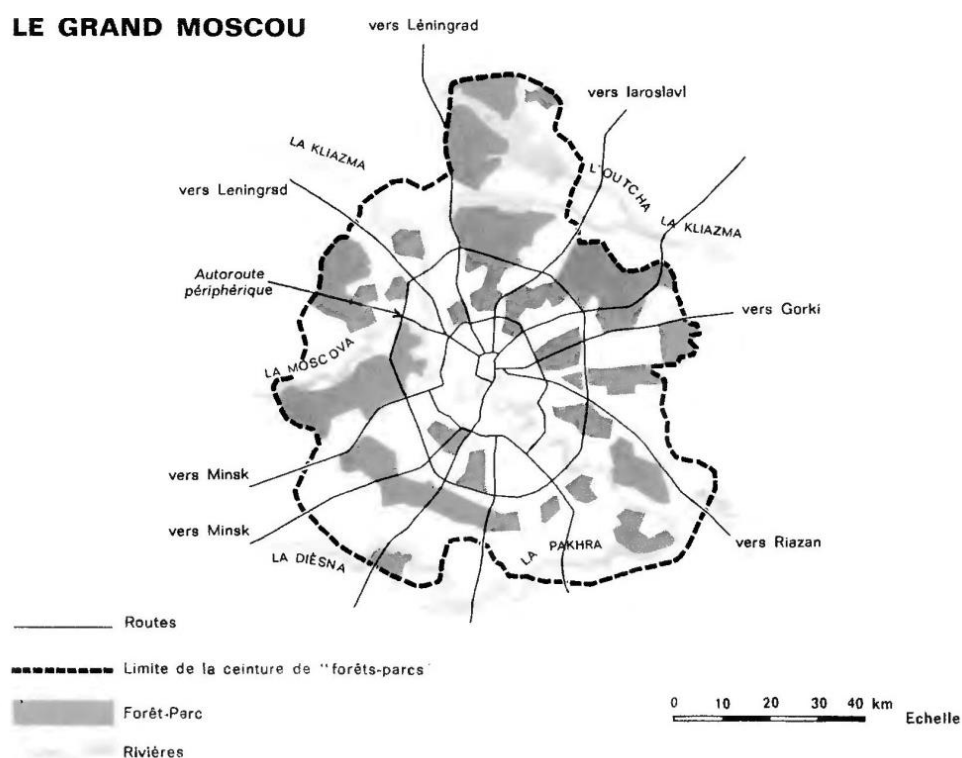 LE GRAND MOSCOU
vers Léningrad
vers Iaroslavl
LA KLIAZMA
L'OUTCHA
vers Leningrad
LA KLIAZMA
Autoroute
périphérique
vers Gorki
LA MOSCOVA
vers Minsk
vers Minsk
vers Riazan
LA PAKHRA
LA DIÈSNA
Routes
Limite de la ceinture de "forêts-parcs"
Forêt-Parc
Rivières
0 10 20 30 40 km
Echelle